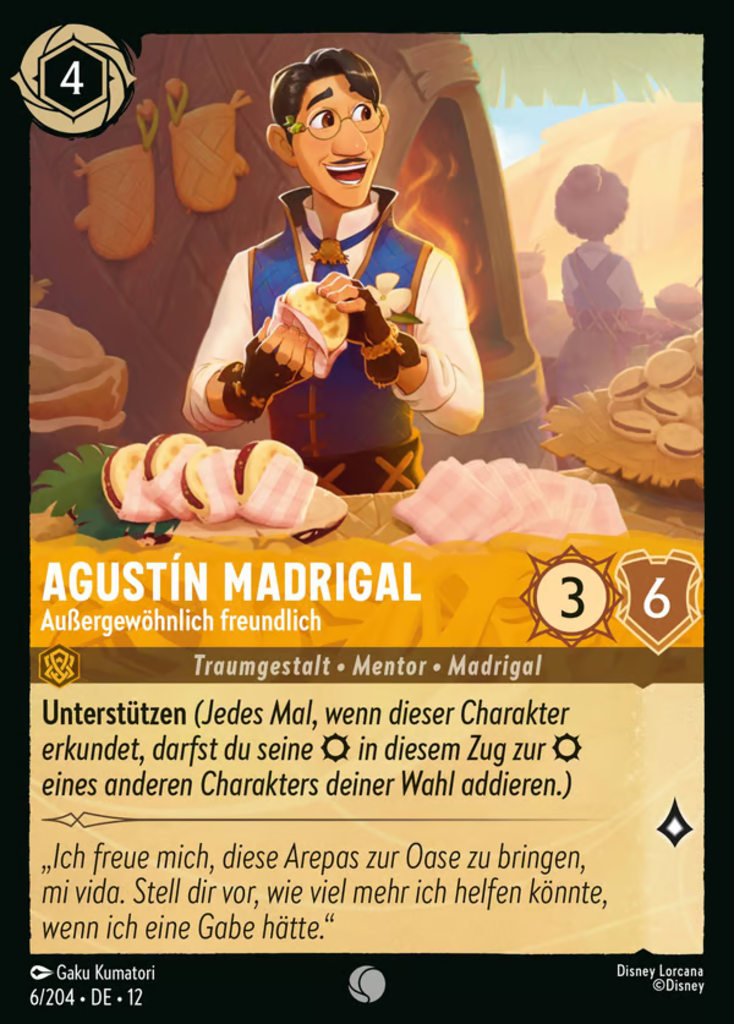 4
AGUSTÍN MADRIGAL
Außergewöhnlich freundlich
3
6
Traumgestalt • Mentor • Madrigal
Unterstützen (Jedes Mal, wenn dieser Charakter
erkundet, darfst du seine in diesem Zug zur
eines anderen Charakters deiner Wahl addieren.)
„Ich freue mich, diese Arepas zur Oase zu bringen,
mi vida. Stell dir vor, wie viel mehr ich helfen könnte,
wenn ich eine Gabe hätte.“
Gaku Kumatori
6/204 • DE • 12
Disney Lorcana
©Disney